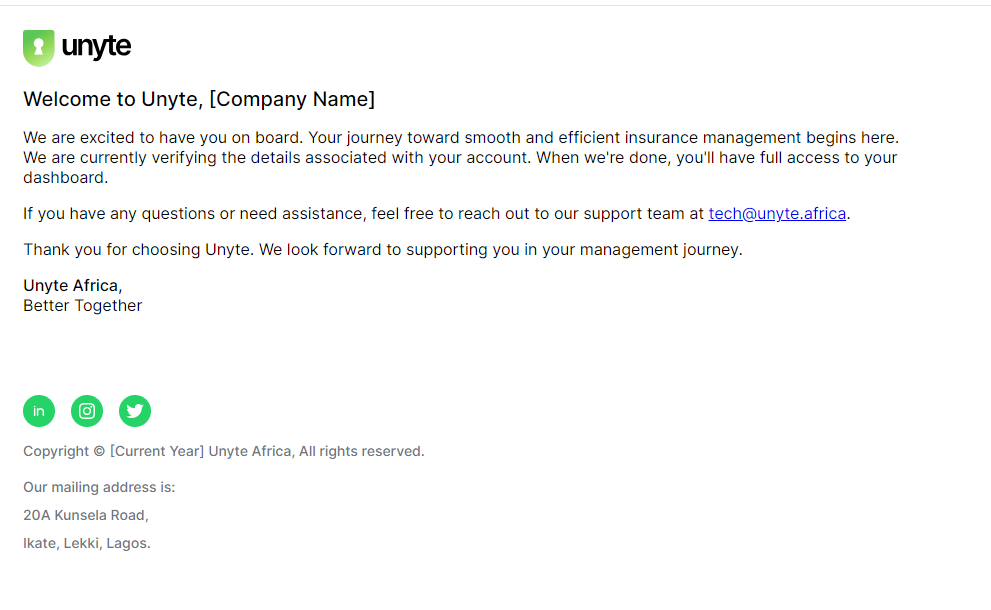 unyte
Welcome to Unyte, [Company Name]
We are excited to have you on board. Your journey toward smooth and efficient insurance management begins here.
We are currently verifying the details associated with your account. When we're done, you'll have full access to your
dashboard.
If you have any questions or need assistance, feel free to reach out to our support team at tech@unyte.africa.
Thank you for choosing Unyte. We look forward to supporting you in your management journey.
Unyte Africa,
Better Together
in
Copyright © [Current Year] Unyte Africa, All rights reserved.
Our mailing address is:
20A Kunsela Road,
Ikate, Lekki, Lagos.